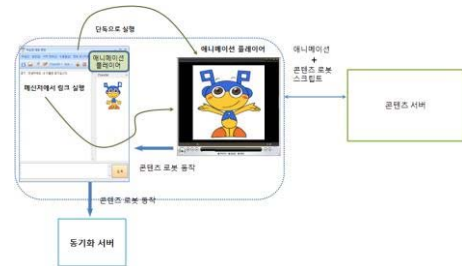 단독으로 실행
애니메이션 플레이어
애니메이션
+
콘텐츠 로봇
스크립트
애니메이션
플레이어
메신저에서 링크 실행
콘텐츠 서버
콘텐츠 로봇 동작
콘텐츠 로봇 동작
동기화 서버